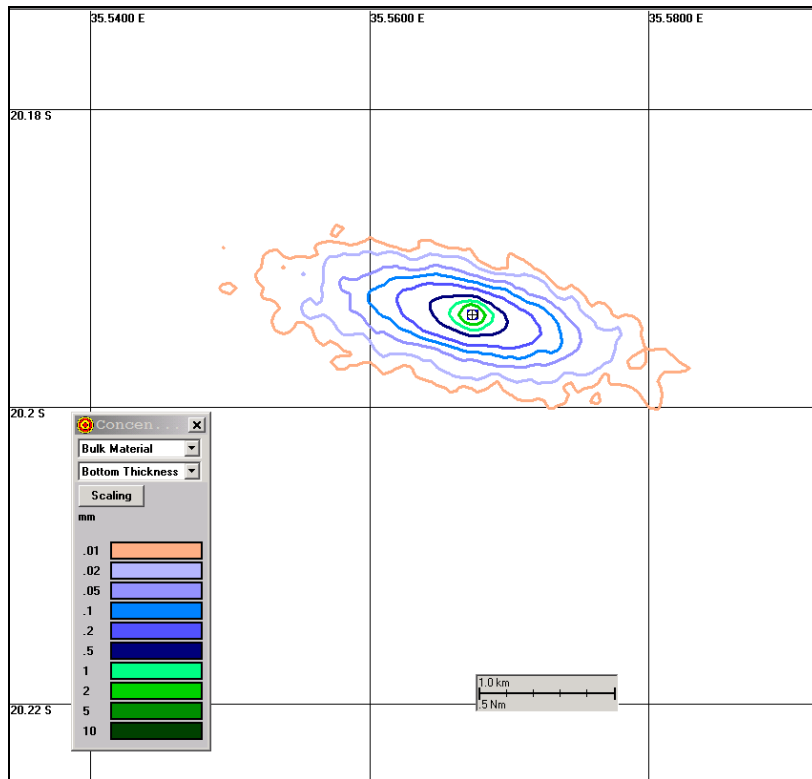 35.5400 E
35.5600 E
35.5800 E
20.18 S
20.2 S
Concen...
Bulk Material
Bottom Thickness
Scaling
mm
.01
.02
.05
.1
.2
.5
1
2
5
10
1.0 km
.5 Nm
20.22 S